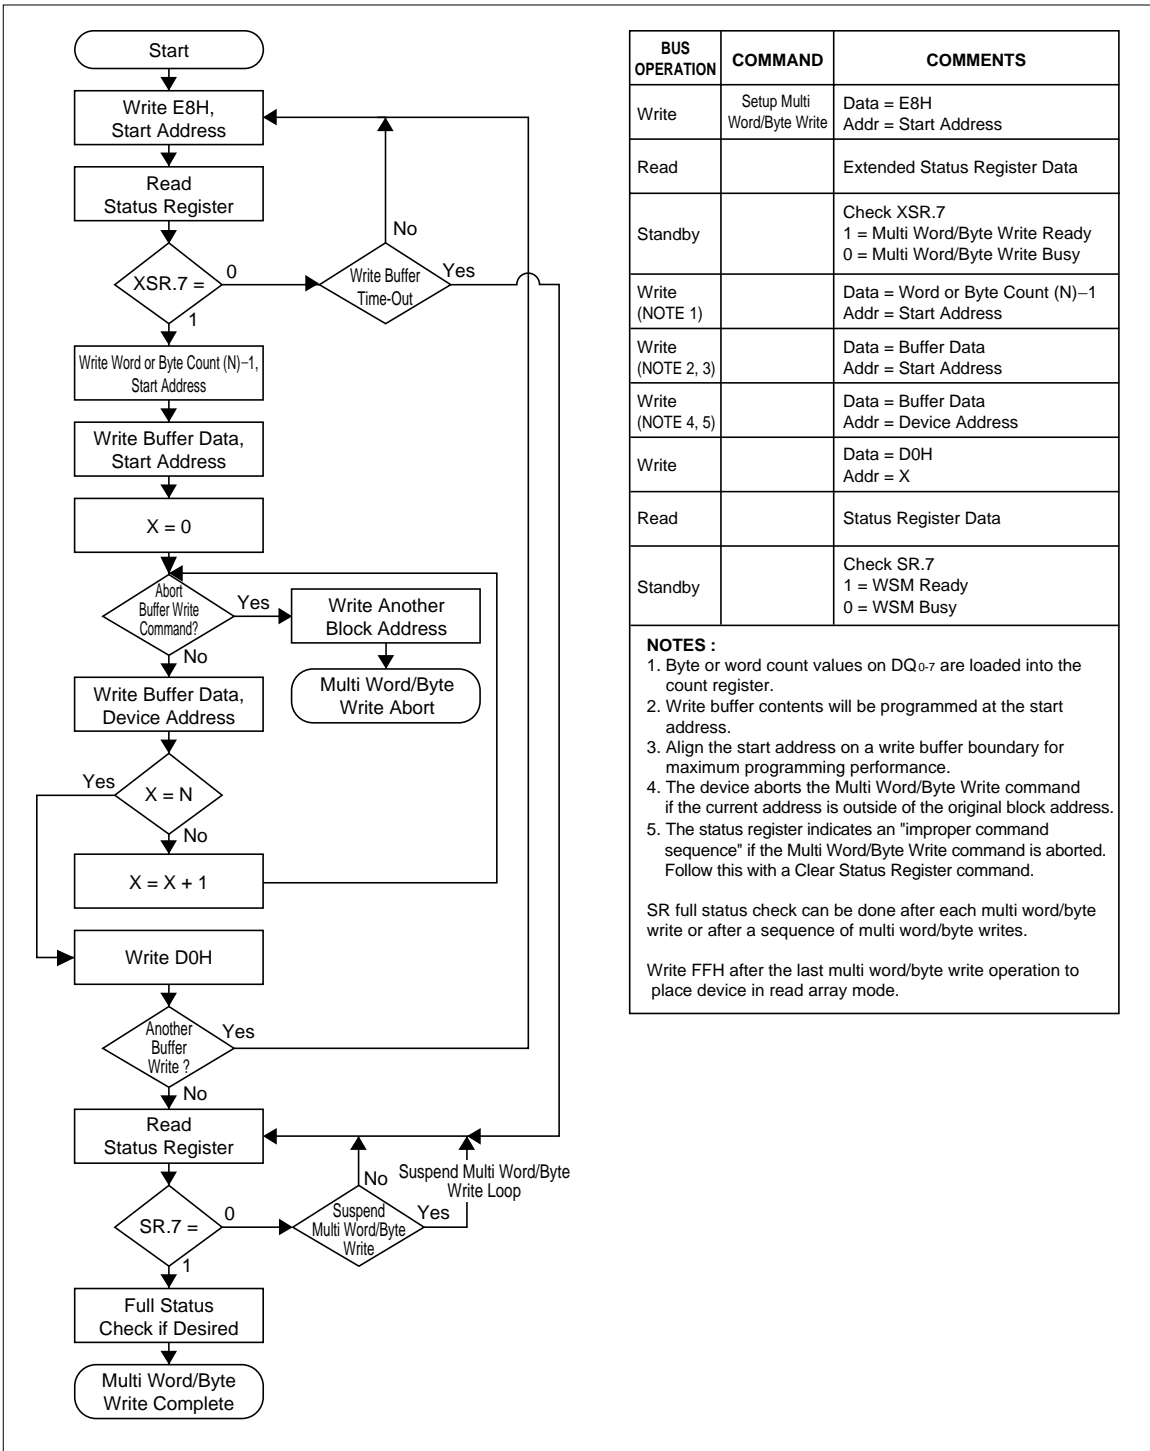 Start
Write E8H,
Start Address
Read
Status Register
No
XSR.7 =
0
Write Buffer
Time-Out
Yes
1
Write Word or Byte Count (N)−1,
Start Address
Write Buffer Data,
Start Address
X = 0
Abort
Buffer Write
Command?
Yes
Write Another
Block Address
No
Multi Word/Byte
Write Abort
Write Buffer Data,
Device Address
Yes
X = N
No
X = X + 1
Write D0H
Another
Buffer
Write ?
Yes
No
Read
Status Register
No
Suspend Multi Word/Byte
Write Loop
SR.7 =
0
Suspend
Multi Word/Byte
Write
Yes
1
Full Status
Check if Desired
Multi Word/Byte
Write Complete
BUS
OPERATION
COMMAND
COMMENTS
Write
Setup Multi
Word/Byte Write
Data = E8H
Addr = Start Address
Read
Extended Status Register Data
Standby
Check XSR.7
1 = Multi Word/Byte Write Ready
0 = Multi Word/Byte Write Busy
Write
(NOTE 1)
Data = Word or Byte Count (N)−1
Addr = Start Address
Write
(NOTE 2, 3)
Data = Buffer Data
Addr = Start Address
Write
(NOTE 4, 5)
Data = Buffer Data
Addr = Device Address
Write
Data = D0H
Addr = X
Read
Status Register Data
Standby
Check SR.7
1 = WSM Ready
0 = WSM Busy
NOTES :
1. Byte or word count values on DQ0-7 are loaded into the
count register.
2. Write buffer contents will be programmed at the start
address.
3. Align the start address on a write buffer boundary for
maximum programming performance.
4. The device aborts the Multi Word/Byte Write command
if the current address is outside of the original block address.
5. The status register indicates an "improper command
sequence" if the Multi Word/Byte Write command is aborted.
Follow this with a Clear Status Register command.
SR full status check can be done after each multi word/byte
write or after a sequence of multi word/byte writes.
Write FFH after the last multi word/byte write operation to
place device in read array mode.